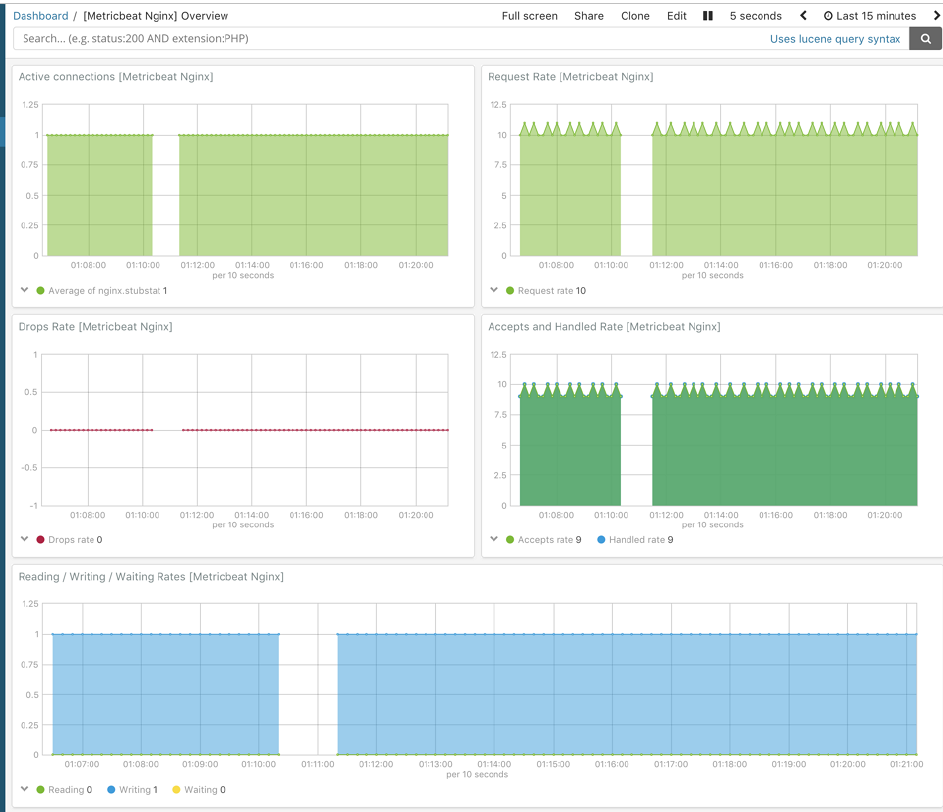 Dashboard / [Metricbeat Nginx] Overview Full screen Share Clone Edit 5 seconds Last 15 minutes
Search... (e.g. status:200 AND extension:PHP) Uses lucene query syntax
Active connections [Metricbeat Nginx]
1.25
1
0.75
0.5
0.25
0
01:08:00 01:10:00 01:12:00 01:14:00 01:16:00 01:18:00 01:20:00
per 10 seconds
Average of nginx.stubstat 1
Request Rate [Metricbeat Nginx]
12.5
10
7.5
5
2.5
0
01:08:00 01:10:00 01:12:00 01:14:00 01:16:00 01:18:00 01:20:00
per 10 seconds
Request rate 10
Drops Rate [Metricbeat Nginx]
1
0.5
0
-0.5
-1
01:08:00 01:10:00 01:12:00 01:14:00 01:16:00 01:18:00 01:20:00
per 10 seconds
Drops rate 0
Accepts and Handled Rate [Metricbeat Nginx]
12.5
10
7.5
5
2.5
0
01:08:00 01:10:00 01:12:00 01:14:00 01:16:00 01:18:00 01:20:00
per 10 seconds
Accepts rate 9 Handled rate 9
Reading / Writing / Waiting Rates [Metricbeat Nginx]
1.25
1
0.75
0.5
0.25
0
01:07:00 01:08:00 01:09:00 01:10:00 01:11:00 01:12:00 01:13:00 01:14:00 01:15:00 01:16:00 01:17:00 01:18:00 01:19:00 01:20:00 01:21:00
per 10 seconds
Reading 0 Writing 1 Waiting 0